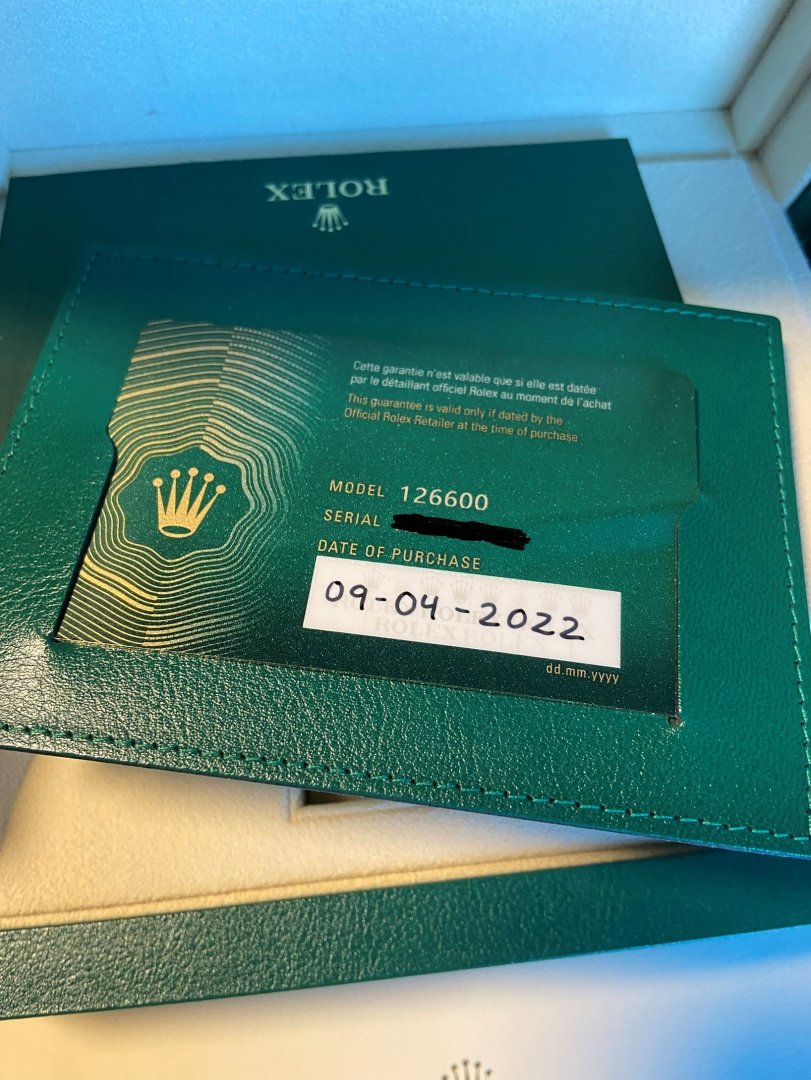 ROLEX
Cette garantie n'est valable que si elle est datée
par le détaillant officiel Rolex au moment de l'achat
This guarantee is valid only if dated by the
Official Rolex Retailer at the time of purchase
MODEL 126600
SERIAL
DATE OF PURCHASE
09-04-2022
ROLEX ROLEX
dd.mm.yyyy